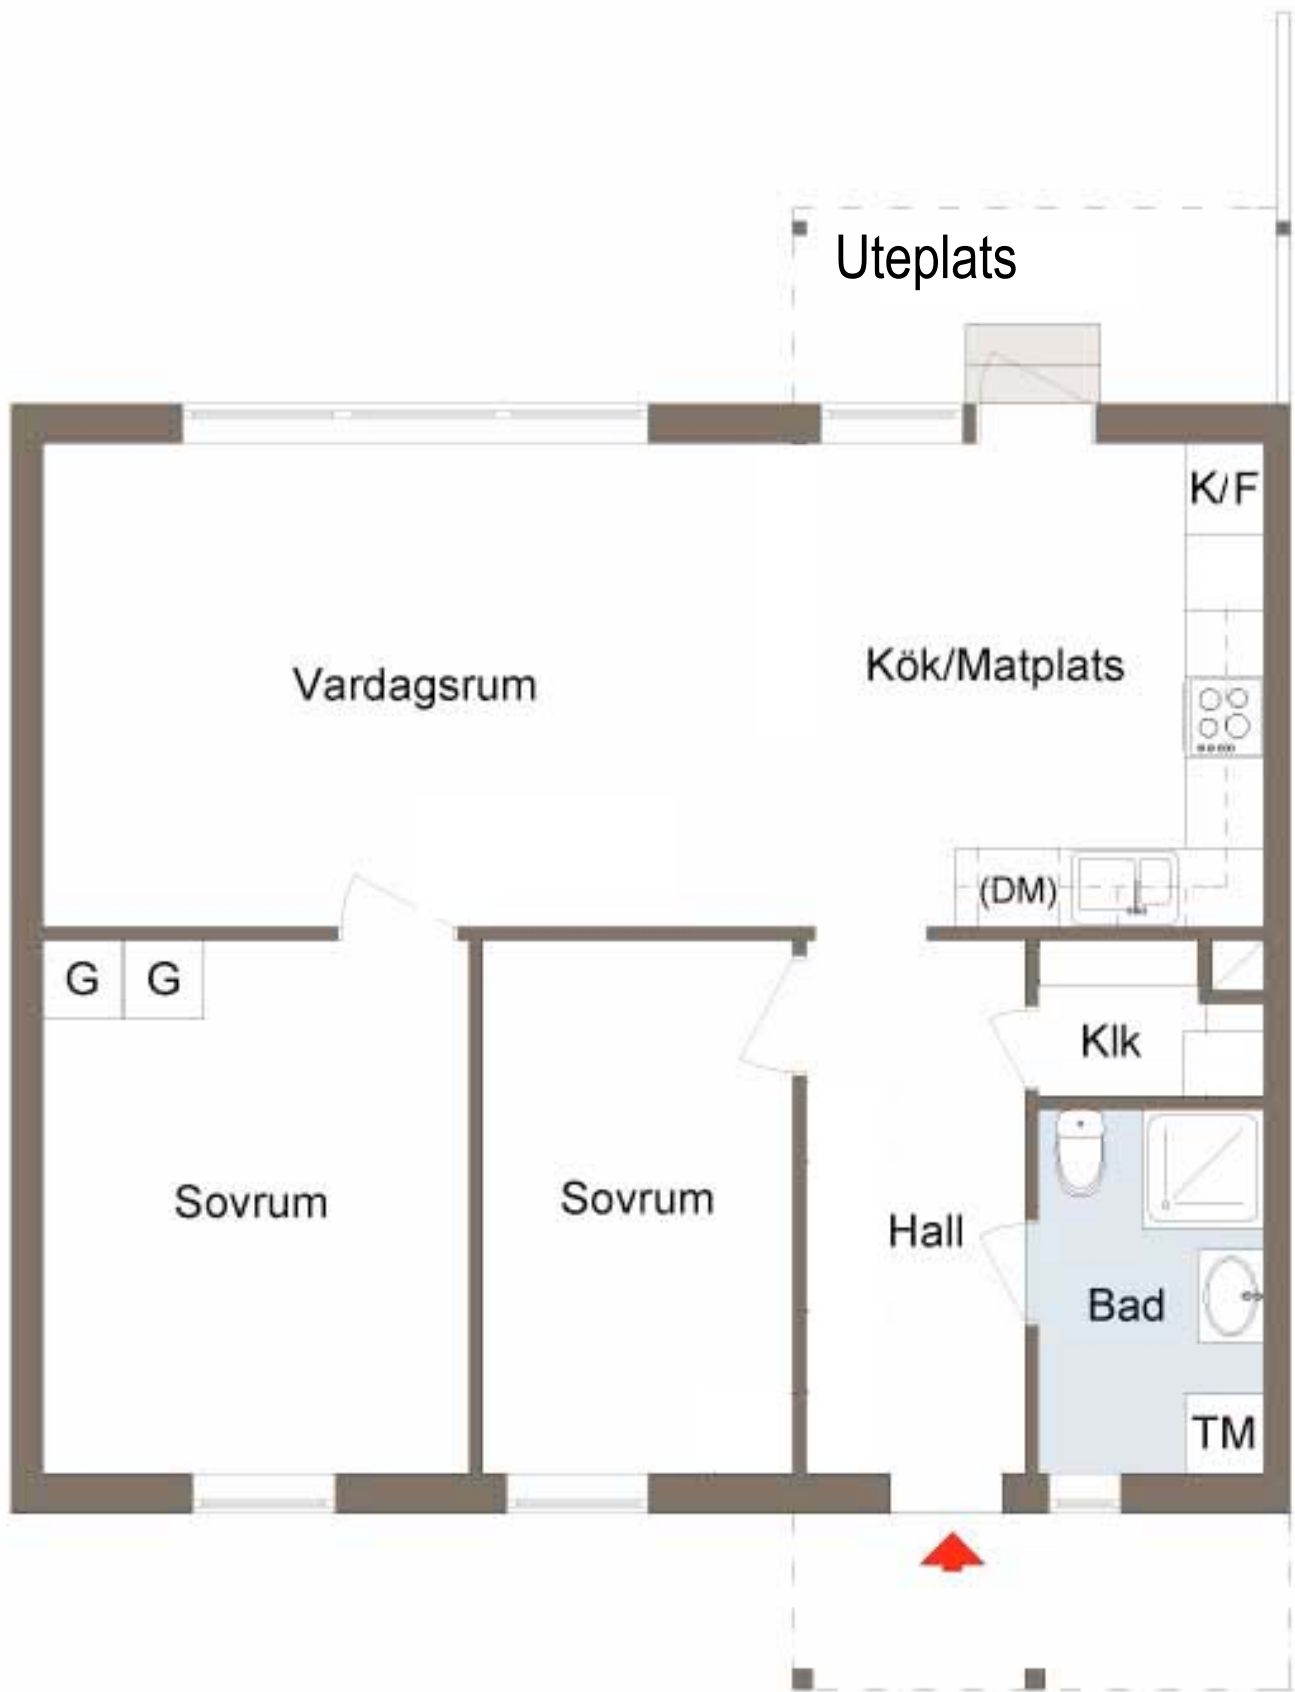 Uteplats
K/F
Vardagsrum
Kök/Matplats
(DM)
G G
Klk
Sovrum
Sovrum
Hall
Bad
TM